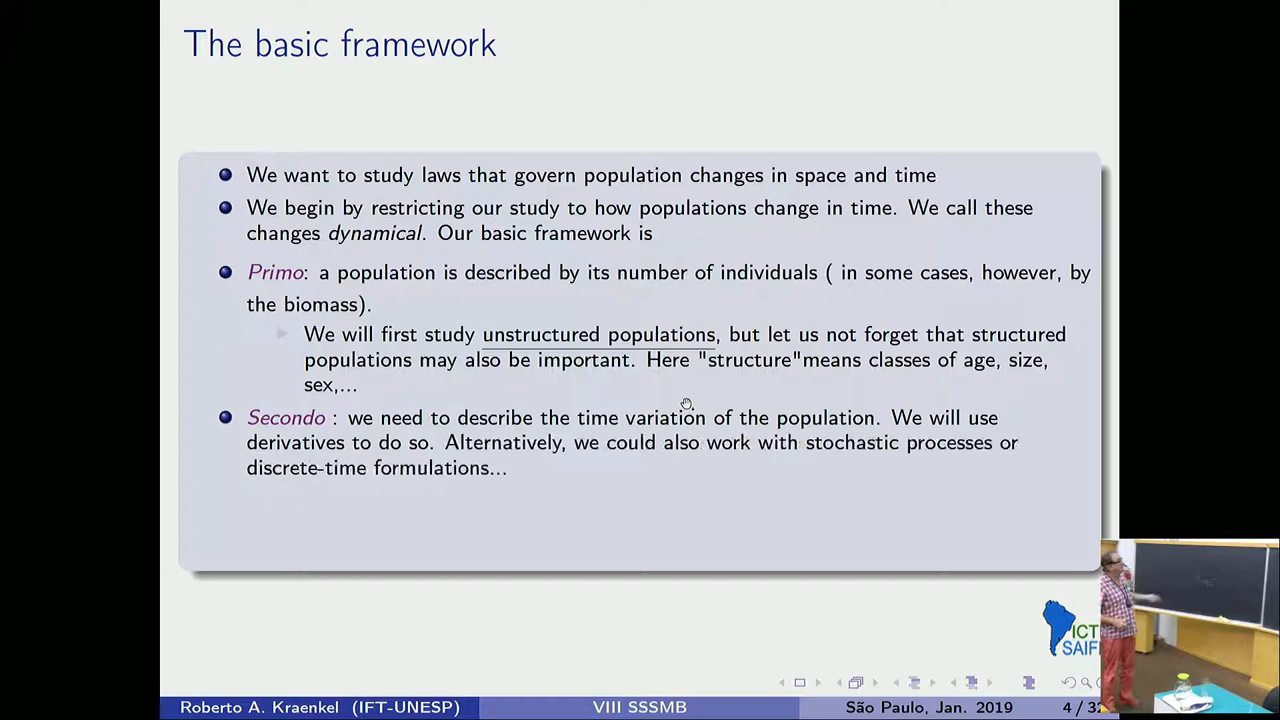 The basic framework
We want to study laws that govern population changes in space and time
We begin by restricting our study to how populations change in time. We call these
changes dynamical. Our basic framework is
Primo: a population is described by its number of individuals ( in some cases, however, by
the biomass).
We will first study unstructured populations, but let us not forget that structured
populations may also be important. Here "structure"means classes of age, size,
sex,...
Secondo : we need to describe the time variation of the population. We will use
derivatives to do so. Alternatively, we could also work with stochastic processes or
discrete-time formulations...
ICT
SAIF
Roberto A. Kraenkel (IFT-UNESP) VIII SSSMB São Paulo, Jan. 2019 4 / 32